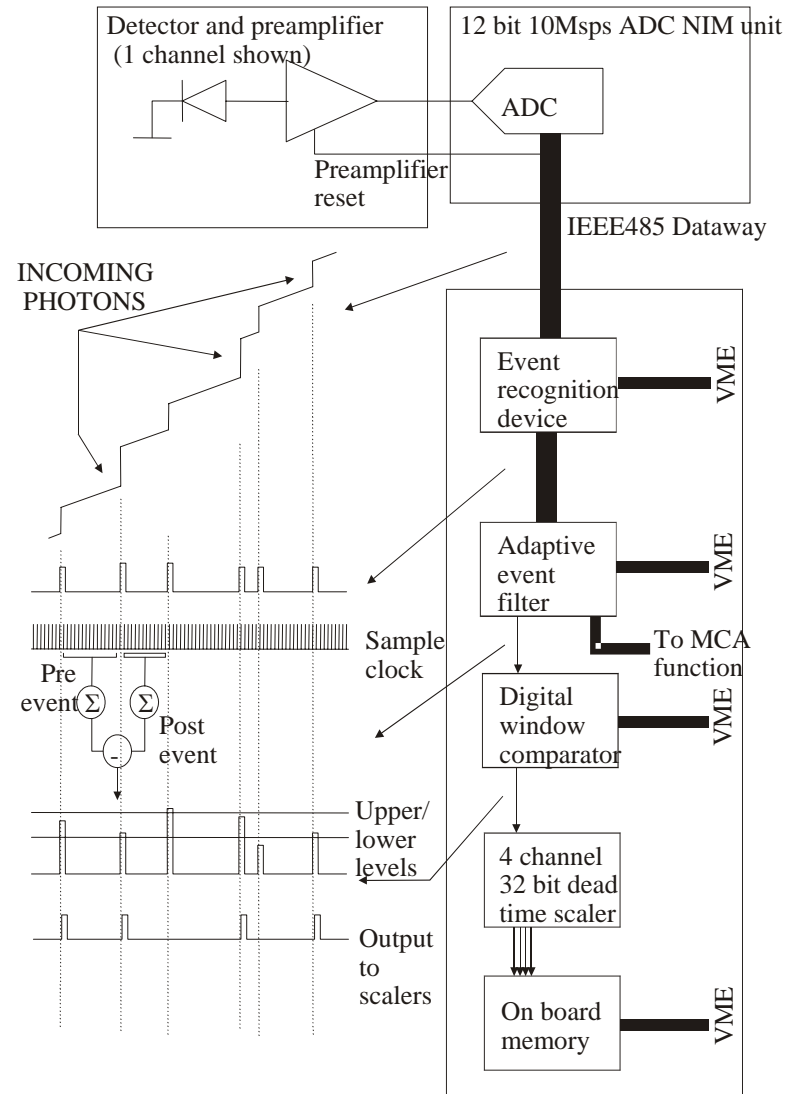 Detector and preamplifier
(1 channel shown)
12 bit 10Msps ADC NIM unit
ADC
Preamplifier
reset
IEEE485 Dataway
INCOMING
PHOTONS
Event
recognition
device
VME
Adaptive
event
filter
VME
To MCA
function
Sample
clock
Pre
event
Σ
Σ
Post
event
-
Digital
window
comparator
VME
Upper/
lower
levels
4 channel
32 bit dead
time scaler
Output
to
scalers
On board
memory
VME